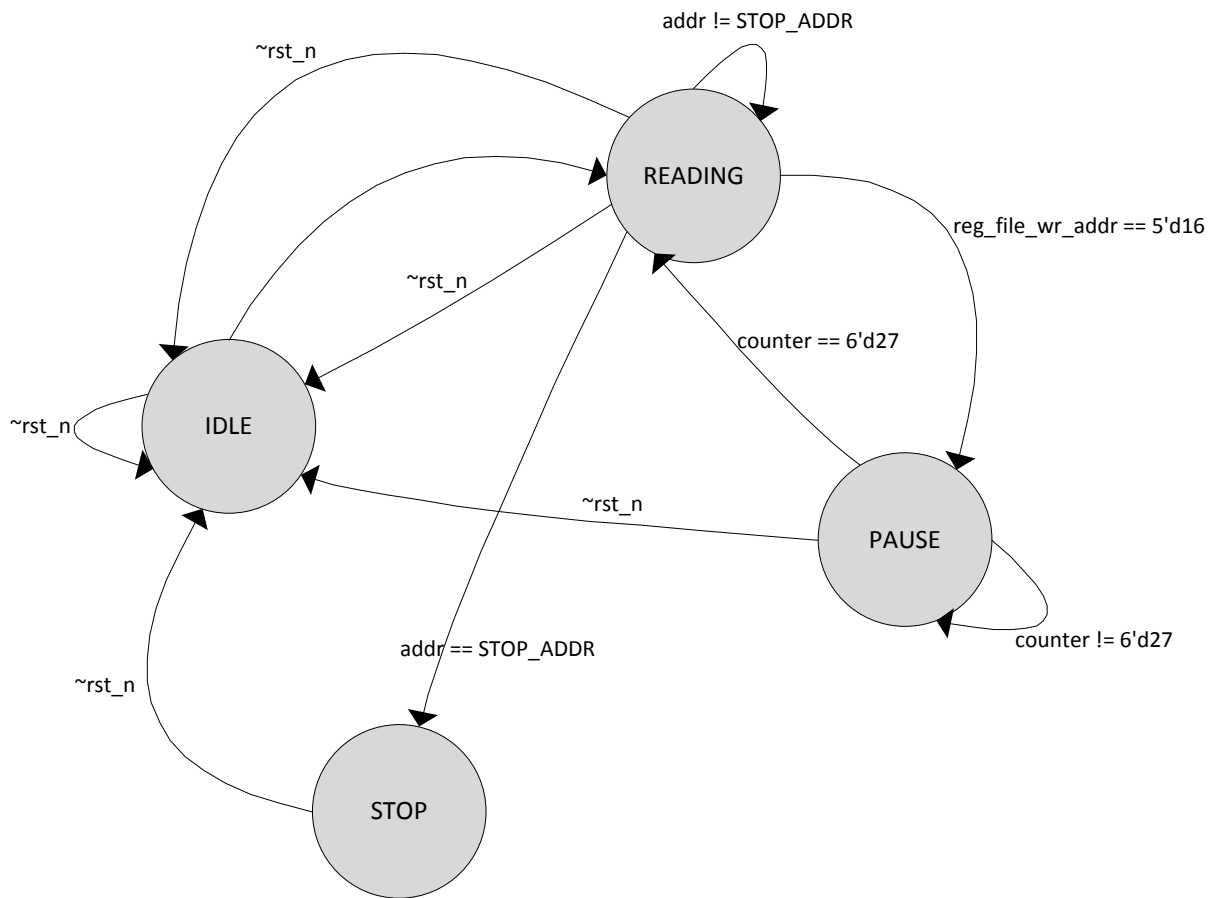 addr != STOP_ADDR
~rst_n
READING
reg_file_wr_addr == 5'd16
~rst_n
counter == 6'd27
~rst_n
IDLE
~rst_n
PAUSE
counter != 6'd27
addr == STOP_ADDR
~rst_n
STOP